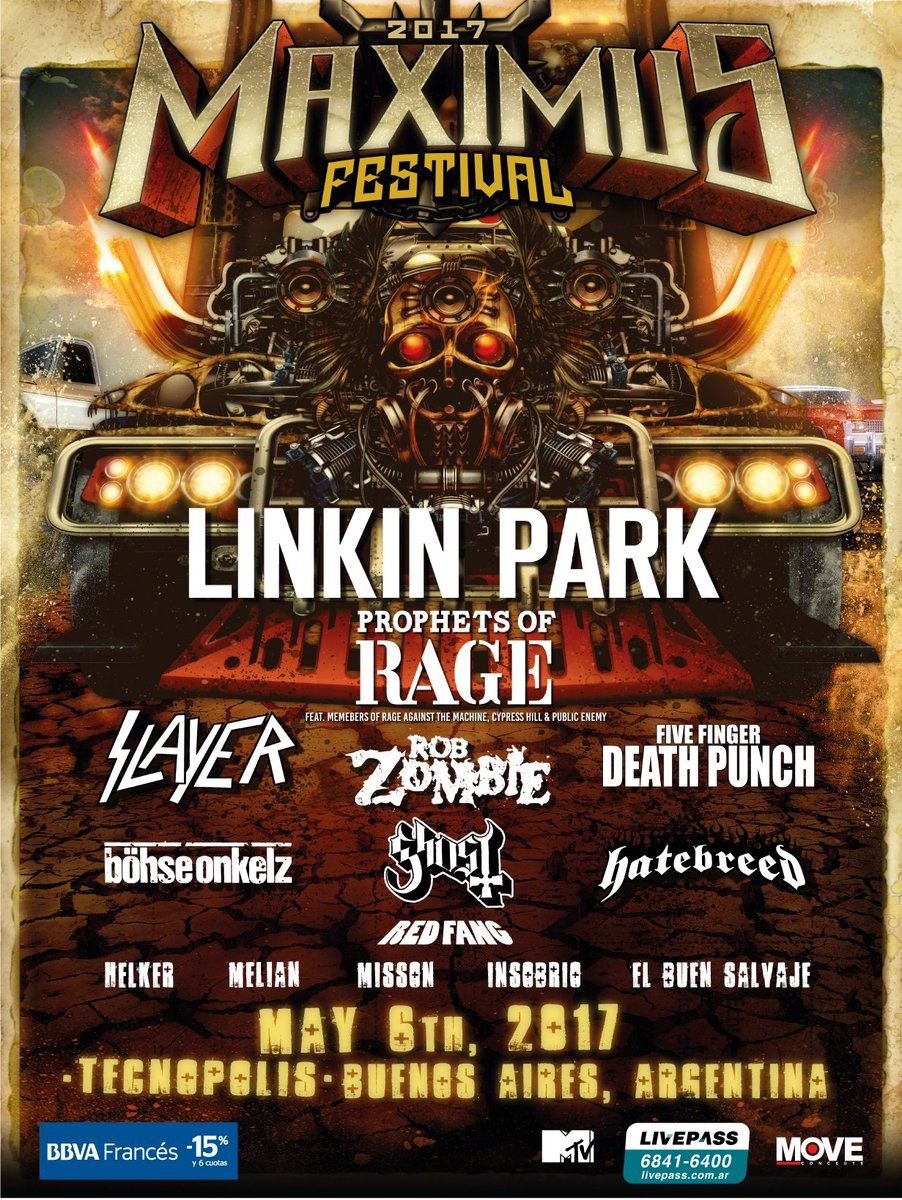 2017
MAXIMUS
FESTIVAL
LINKIN PARK
PROPHETS OF
RAGE
FEAT. MEMEBERS OF RAGE AGAINST THE MACHINE, CYPRESS HILL & PUBLIC ENEMY
SLAYER
ROB
ZOMBIE
FIVE FINGER
DEATH PUNCH
böhse onkelz
Ghost
hatebreed
RED FANG
HELKER MELIAN MISSON INSOBRIO EL BUEN SALVAJE
MAY 6TH, 2017
·TECNOPOLIS· BUENOS AIRES, ARGENTINA
BBVA Francés -15%
y 6 cuotas
MTV
LIVEPASS
6841-6400
livepass.com.ar
MOVE
CONCERTS